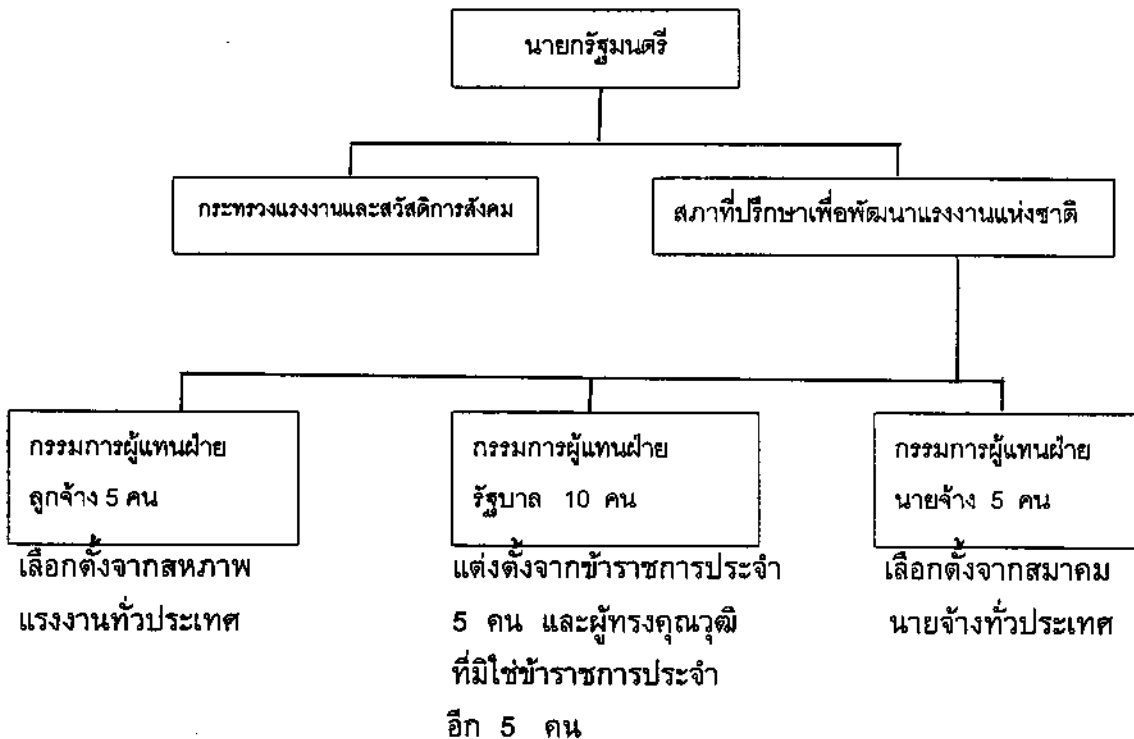 นายกรัฐมนตรี
กระทรวงแรงงานและสวัสดิการสังคม
สภาที่ปรึกษาเพื่อพัฒนาแรงงานแห่งชาติ
กรรมการผู้แทนฝ่าย
ลูกจ้าง 5 คน
เลือกตั้งจากสหภาพ
แรงงานทั่วประเทศ
กรรมการผู้แทนฝ่าย
รัฐบาล 10 คน
แต่งตั้งจากข้าราชการประจำ
5 คน และผู้ทรงคุณวุฒิ
ที่มิใช่ข้าราชการประจำ
อีก 5 คน
กรรมการผู้แทนฝ่าย
นายจ้าง 5 คน
เลือกตั้งจากสมาคม
นายจ้างทั่วประเทศ